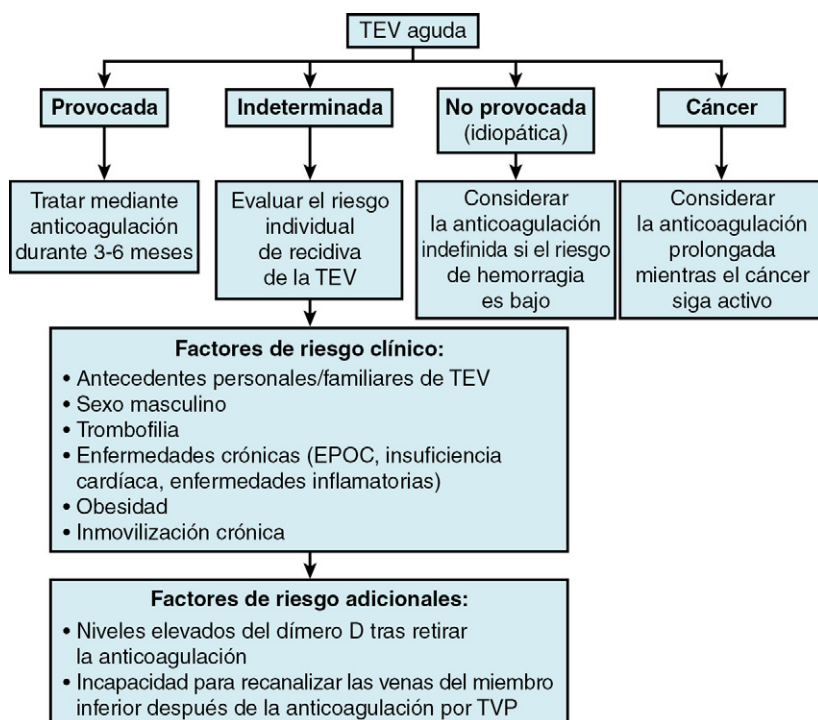 TEV aguda
Provocada
Indeterminada
No provocada
(idiopática)
Cáncer
Tratar mediante
anticoagulación
durante 3-6 meses
Evaluar el riesgo
individual
de recidiva
de la TEV
Considerar
la anticoagulación
indefinida si el riesgo
de hemorragia
es bajo
Considerar
la anticoagulación
prolongada
mientras el cáncer
siga activo
Factores de riesgo clínico:
• Antecedentes personales/familiares de TEV
• Sexo masculino
• Trombofilia
• Enfermedades crónicas (EPOC, insuficiencia
cardíaca, enfermedades inflamatorias)
• Obesidad
• Inmovilización crónica
Factores de riesgo adicionales:
• Niveles elevados del dímero D tras retirar
la anticoagulación
• Incapacidad para recanalizar las venas del miembro
inferior después de la anticoagulación por TVP